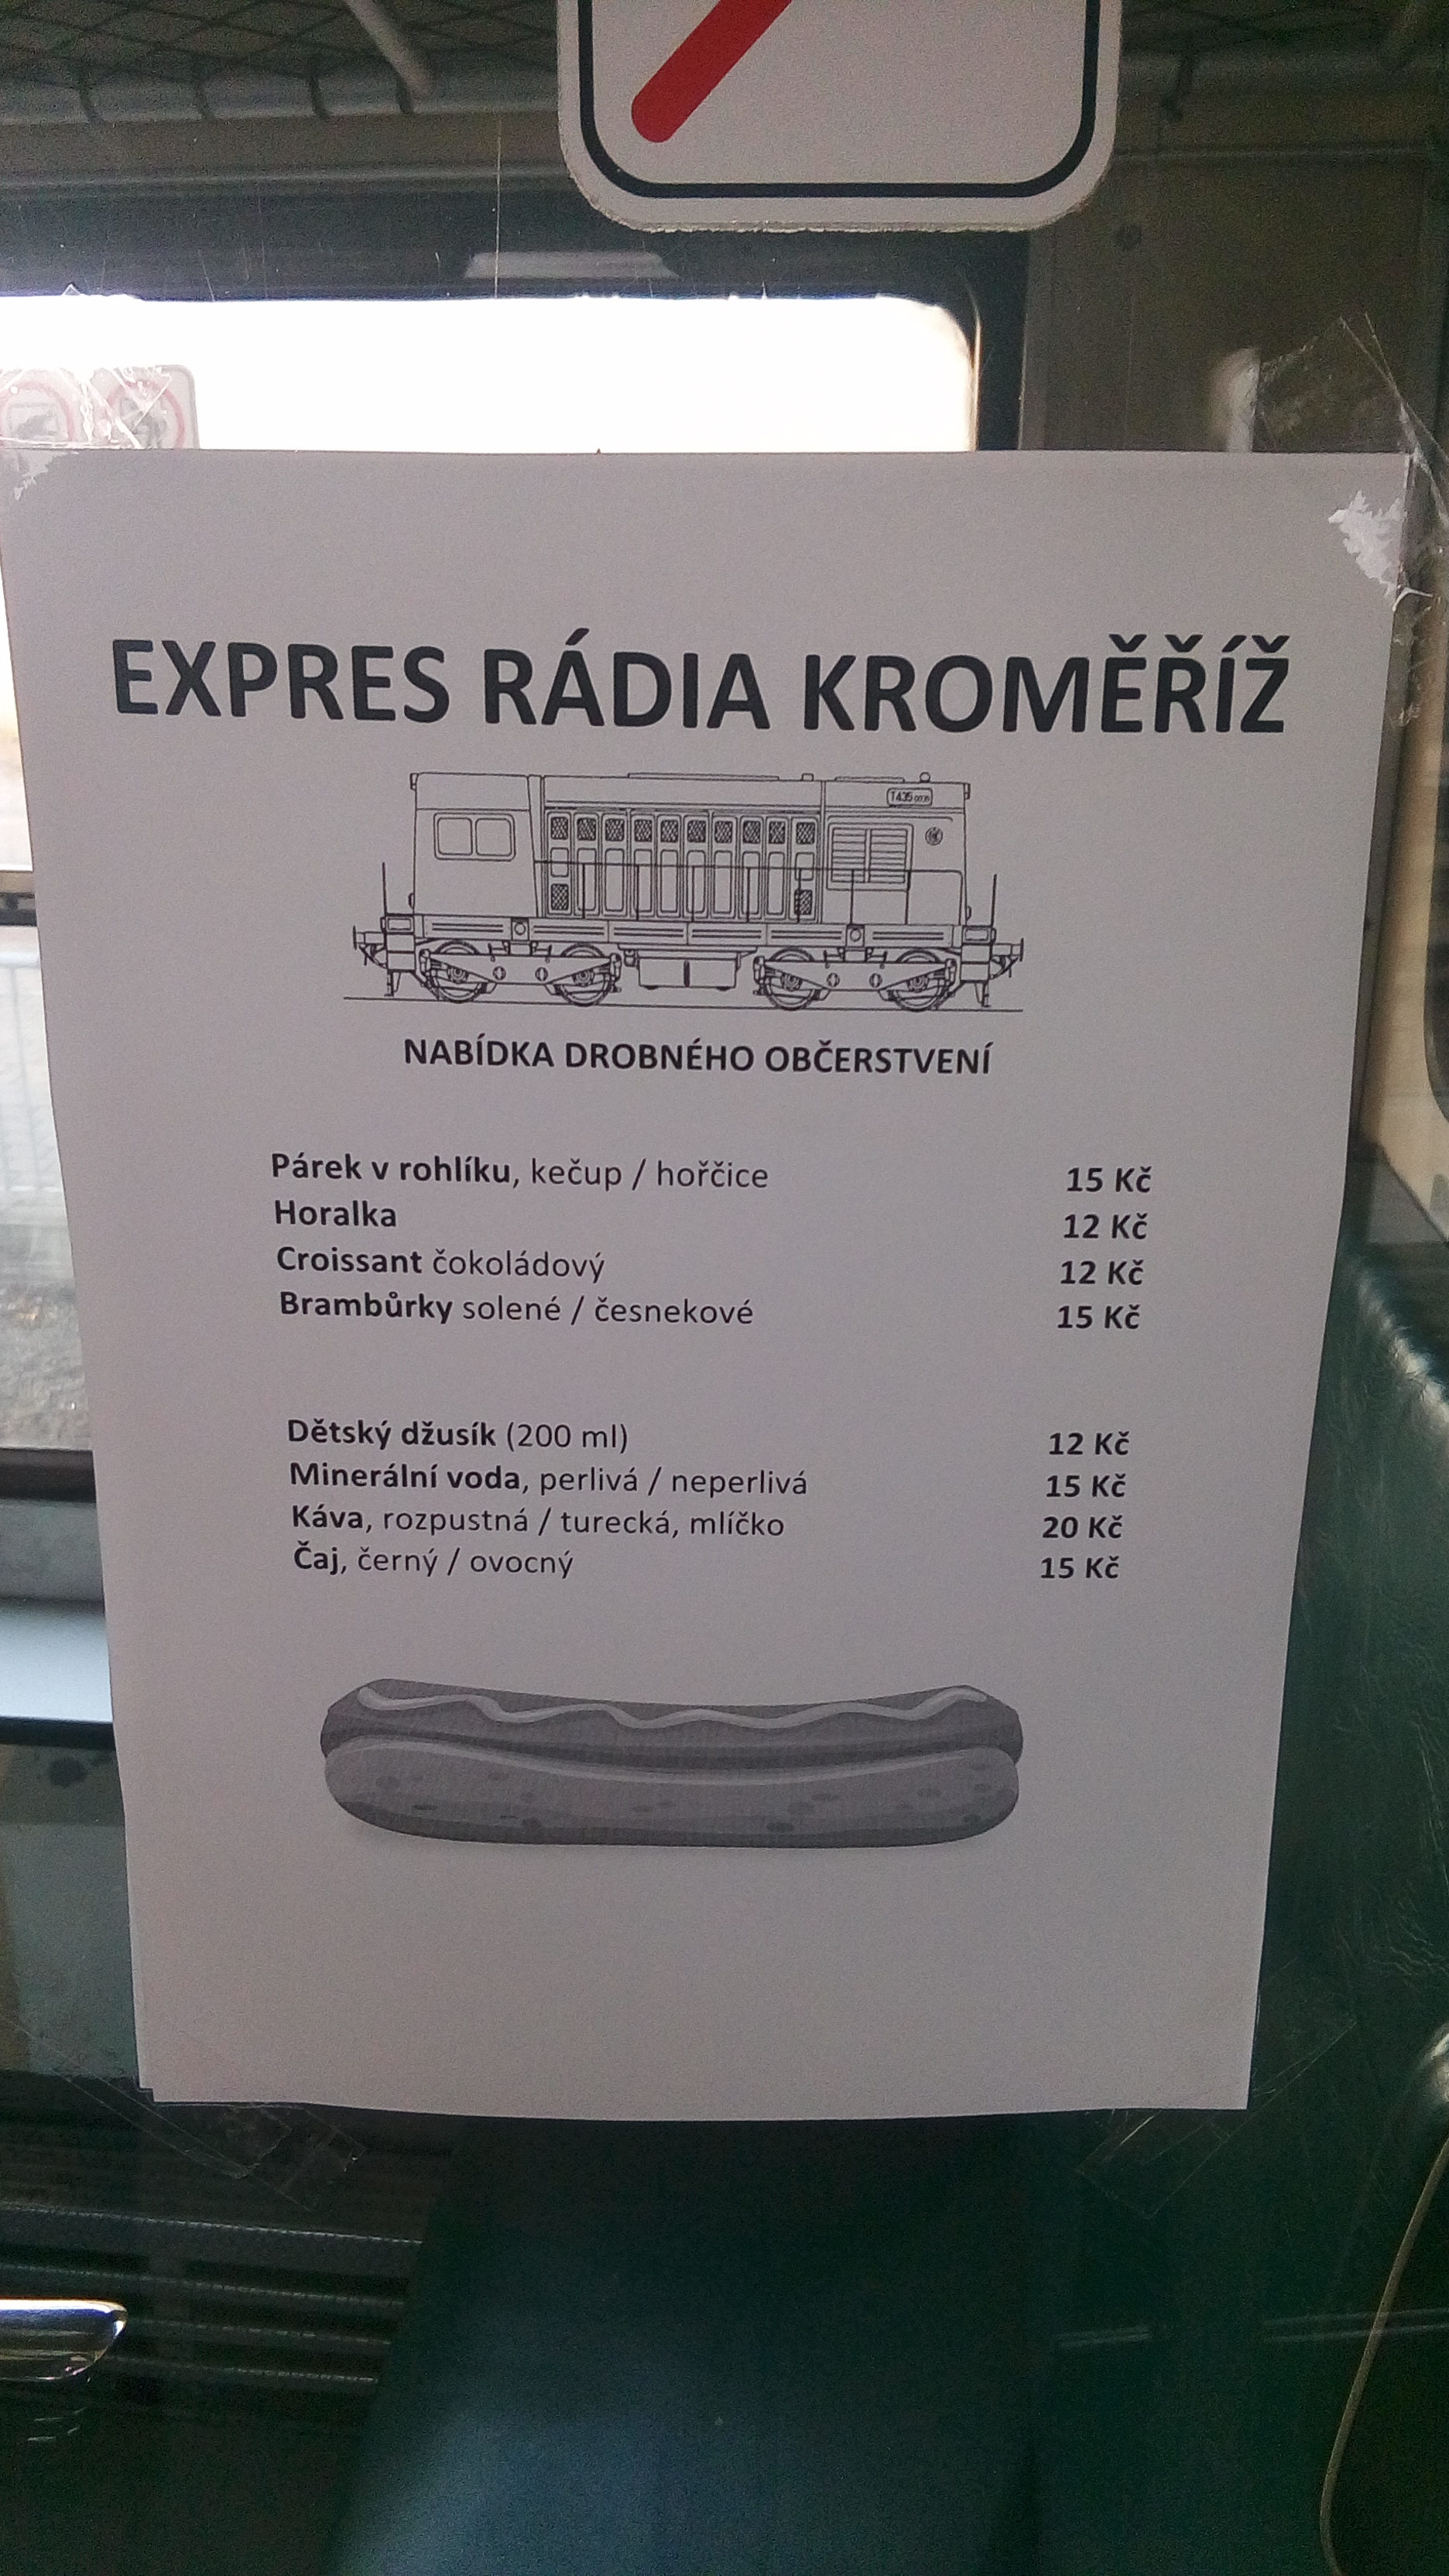 EXPRES RÁDIA KROMĚŘÍŽ
NABÍDKA DROBNÉHO OBČERSTVENÍ
Párek v rohlíku, kečup / hořčice 15 Kč
Horalka 12 Kč
Croissant čokoládový 12 Kč
Brambůrky solené / česnekové 15 Kč
Dětský džusík (200 ml) 12 Kč
Minerální voda, perlivá / neperlivá 15 Kč
Káva, rozpustná / turecká, mlíčko 20 Kč
Čaj, černý / ovocný 15 Kč